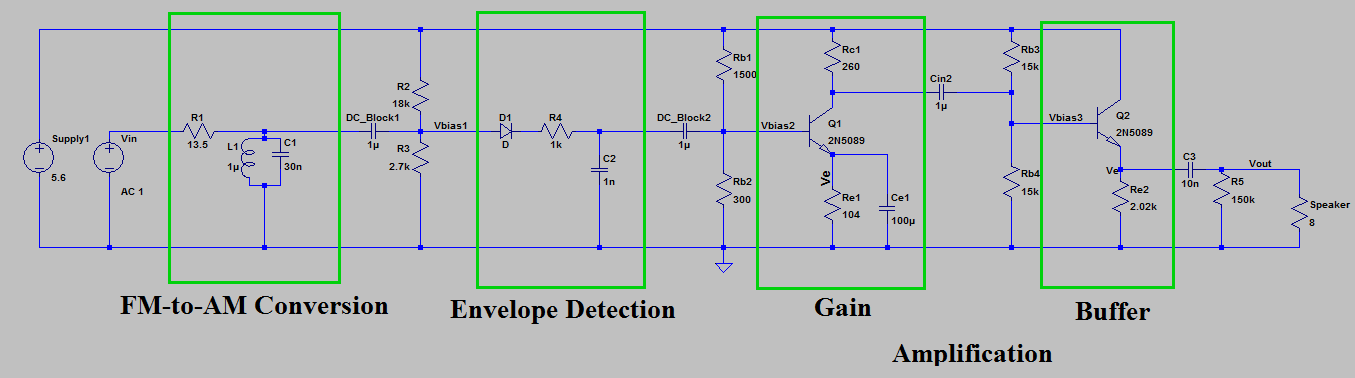 Supply1
5.6
Vin
AC 1
R1
13.5
L1
1µ
C1
30n
DC_Block1
1µ
R2
18k
Vbias1
R3
2.7k
D1
D
R4
1k
C2
1n
DC_Block2
1µ
Rb1
1500
Vbias2
Rb2
300
Rc1
260
Q1
2N5089
Ve
Re1
104
Ce1
100µ
Cin2
1µ
Rb3
15k
Vbias3
Rb4
15k
Q2
2N5089
Ve
Re2
2.02k
C3
10n
Vout
R5
150k
Speaker
8
FM-to-AM Conversion
Envelope Detection
Gain
Buffer
Amplification